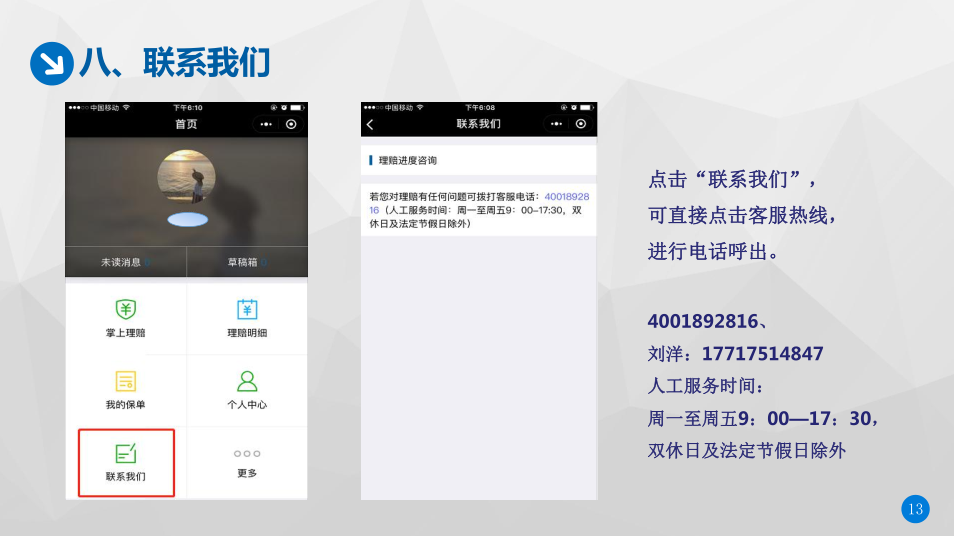 八、联系我们
中国移动
下午6:10
首页
未读消息 0
草稿箱 0
掌上理赔
理赔明细
我的保单
个人中心
联系我们
更多
中国移动
下午6:08
联系我们
理赔进度咨询
若您对理赔有任何问题可拨打客服电话：40018928
16（人工服务时间：周一至周五9：00–17:30，双
休日及法定节假日除外）
点击“联系我们”，
可直接点击客服热线，
进行电话呼出。
4001892816、
刘洋：17717514847
人工服务时间：
周一至周五9：00—17：30，
双休日及法定节假日除外
13